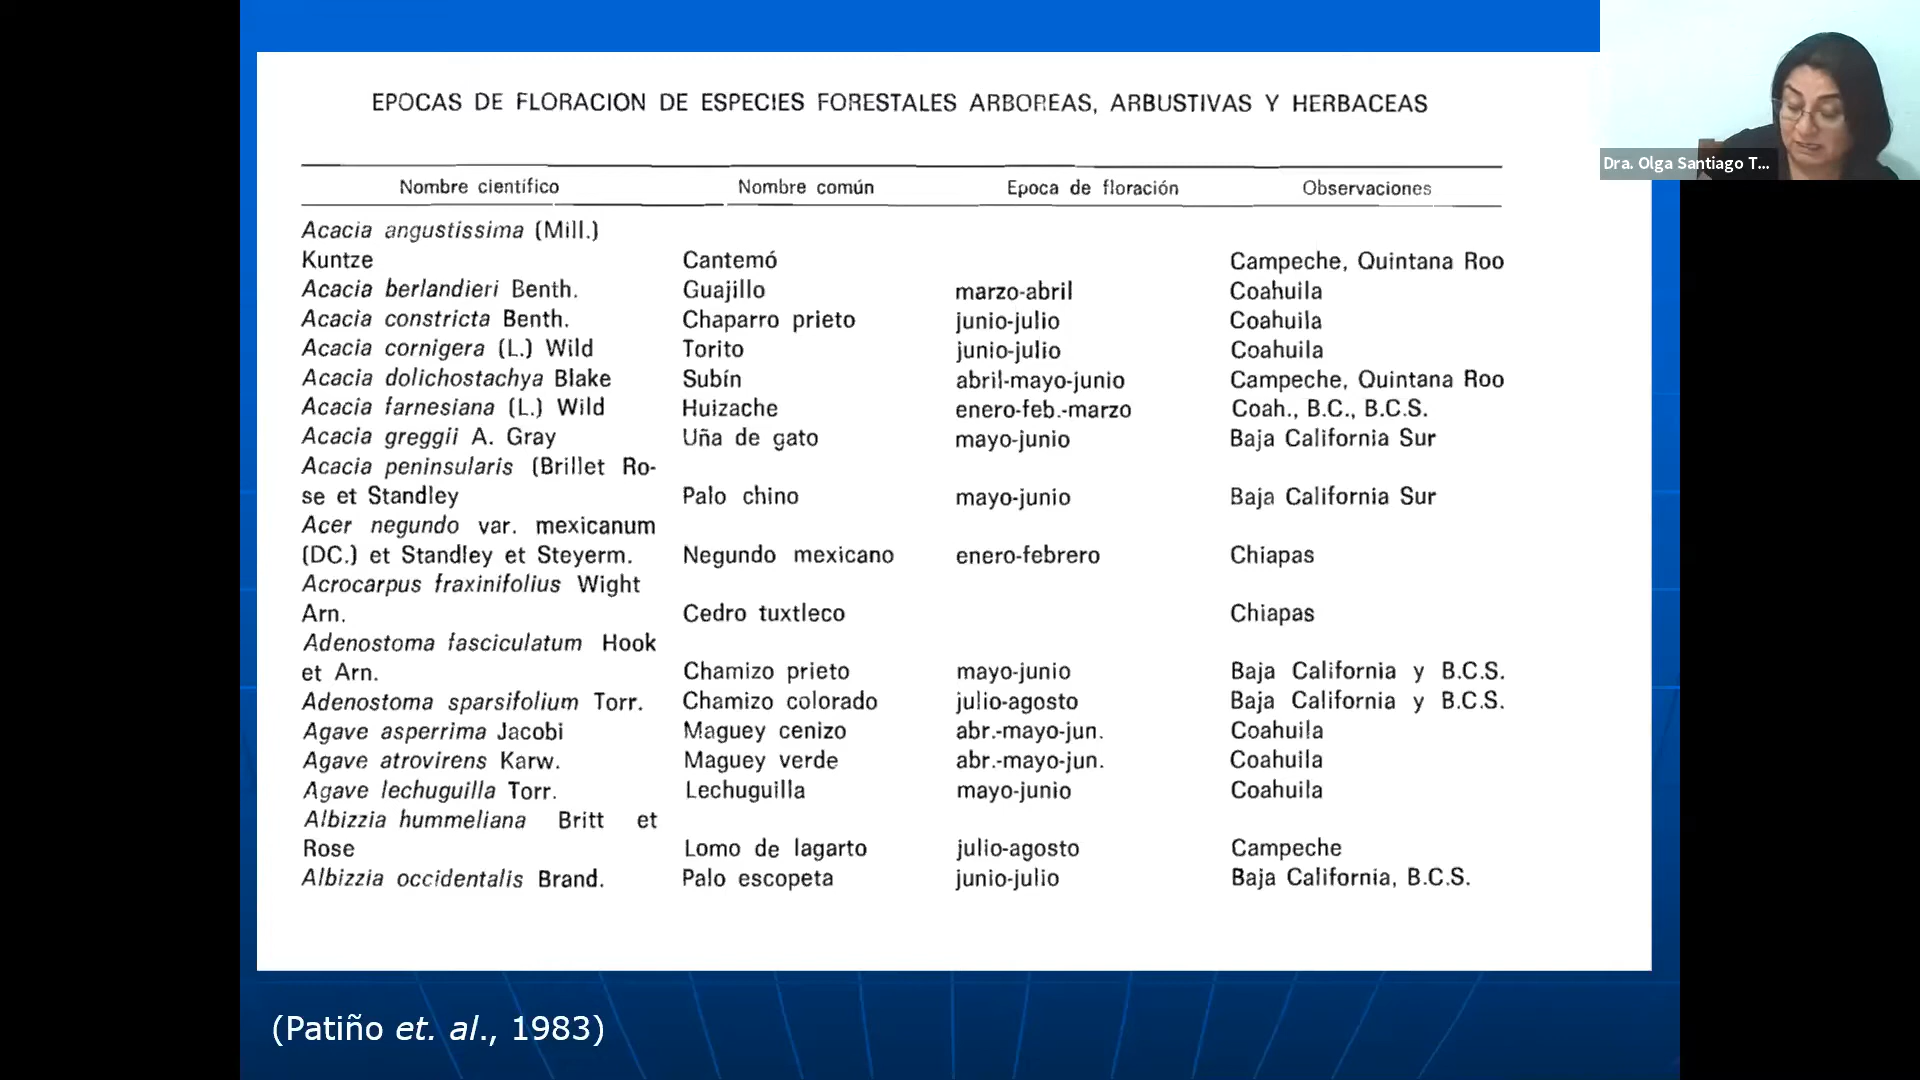 EPOCAS DE FLORACION DE ESPECIES FORESTALES ARBOREAS, ARBUSTIVAS Y HERBACEAS
Nombre científico Nombre común Epoca de floración Observaciones
Acacia angustissima (Mill.)
Kuntze Cantemó Campeche, Quintana Roo
Acacia berlandieri Benth. Guajillo marzo-abril Coahuila
Acacia constricta Benth. Chaparro prieto junio-julio Coahuila
Acacia cornigera (L.) Wild Torito junio-julio Coahuila
Acacia dolichostachya Blake Subín abril-mayo-junio Campeche, Quintana Roo
Acacia farnesiana (L.) Wild Huizache enero-feb.-marzo Coah., B.C., B.C.S.
Acacia greggii A. Gray Uña de gato mayo-junio Baja California Sur
Acacia peninsularis (Brillet Ro-
se et Standley Palo chino mayo-junio Baja California Sur
Acer negundo var. mexicanum
(DC.) et Standley et Steyerm. Negundo mexicano enero-febrero Chiapas
Acrocarpus fraxinifolius Wight
Arn. Cedro tuxtleco Chiapas
Adenostoma fasciculatum Hook
et Arn. Chamizo prieto mayo-junio Baja California y B.C.S.
Adenostoma sparsifolium Torr. Chamizo colorado julio-agosto Baja California y B.C.S.
Agave asperrima Jacobi Maguey cenizo abr.-mayo-jun. Coahuila
Agave atrovirens Karw. Maguey verde abr.-mayo-jun. Coahuila
Agave lechuguilla Torr. Lechuguilla mayo-junio Coahuila
Albizzia hummeliana Britt et
Rose Lomo de lagarto julio-agosto Campeche
Albizzia occidentalis Brand. Palo escopeta junio-julio Baja California, B.C.S.
(Patiño et. al., 1983)
Dra. Olga Santiago T...